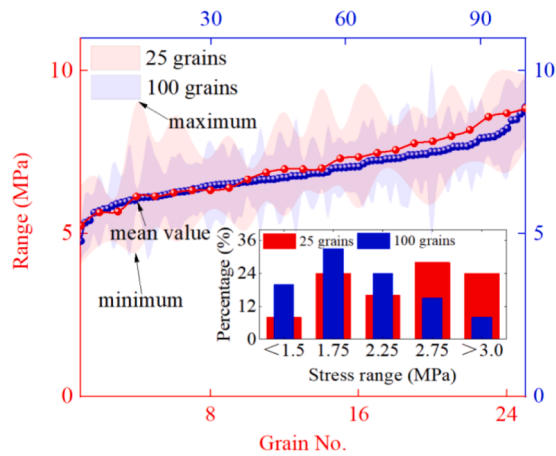 30 60 90
10 10
25 grains
100 grains
maximum
Range (MPa)
5 5
mean value
minimum
Percentage (%)
36
24
12
0
25 grains 100 grains
<1.5 1.75 2.25 2.75 >3.0
Stress range (MPa)
0 0
8 16 24
Grain No.